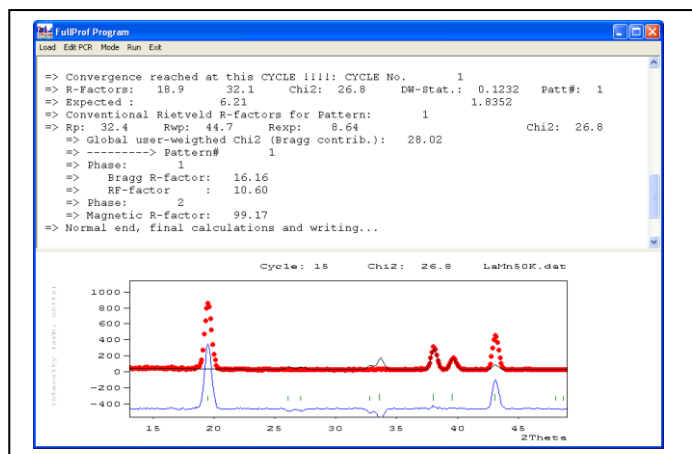 FullProf Program
Load Edit PCR Mode Run Exit
=> Convergence reached at this CYCLE !!!!: CYCLE No. 1
=> R-Factors: 18.9 32.1 Chi2: 26.8 DW-Stat.: 0.1232 Patt#: 1
=> Expected : 6.21 1.8352
=> Conventional Rietveld R-factors for Pattern: 1
=> Rp: 32.4 Rwp: 44.7 Rexp: 8.64 Chi2: 26.8
=> Global user-weigthed Chi2 (Bragg contrib.): 28.02
=> ---------> Pattern# 1
=> Phase: 1
=> Bragg R-factor: 16.16
=> RF-factor : 10.60
=> Phase: 2
=> Magnetic R-factor: 99.17
=> Normal end, final calculations and writing...
Cycle: 15 Chi2: 26.8 LaMn50K.dat
Intensity (arb. units)
1000
800
600
400
200
0
-200
-400
15 20 25 30 35 40 45
2Theta